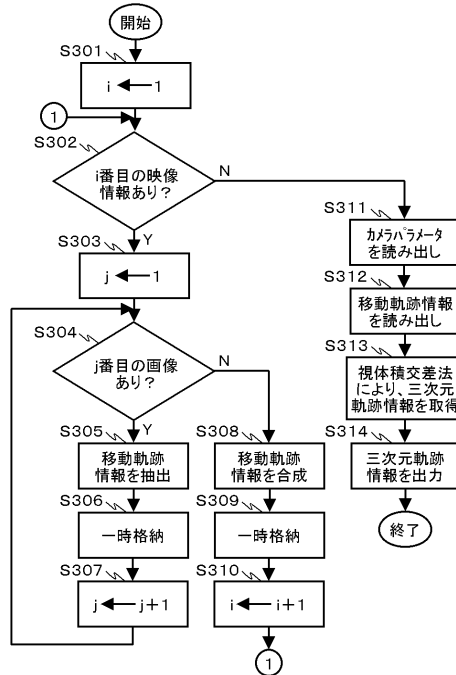 開始
S301
i ← 1
1
S302
i番目の映像
情報あり？
N
Y
S303
j ← 1
S304
j番目の画像
あり？
N
Y
S305
移動軌跡
情報を抽出
S306
一時格納
S307
j ← j+1
S308
移動軌跡
情報を合成
S309
一時格納
S310
i ← i+1
1
S311
ｶﾒﾗﾊﾟﾗﾒｰﾀ
を読み出し
S312
移動軌跡情報
を読み出し
S313
視体積交差法
により、三次元
軌跡情報を取得
S314
三次元軌跡
情報を出力
終了